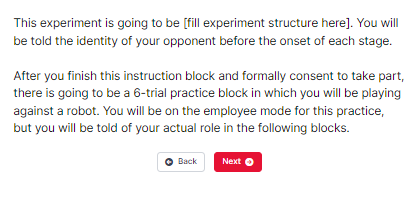 This experiment is going to be [fill experiment structure here]. You will
be told the identity of your opponent before the onset of each stage.
After you finish this instruction block and formally consent to take part,
there is going to be a 6-trial practice block in which you will be playing
against a robot. You will be on the employee mode for this practice,
but you will be told of your actual role in the following blocks.
Back Next